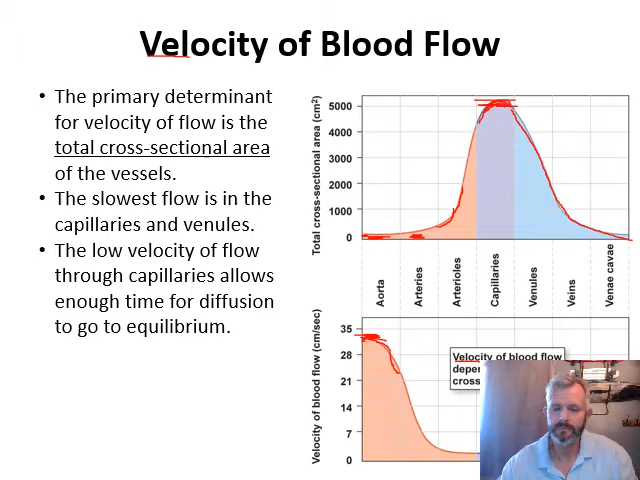 Velocity of Blood Flow
• The primary determinant
for velocity of flow is the
total cross-sectional area
of the vessels.
• The slowest flow is in the
capillaries and venules.
• The low velocity of flow
through capillaries allows
enough time for diffusion
to go to equilibrium.
Total cross-sectional area (cm²)
5000
4000
3000
2000
1000
0
Aorta
Arteries
Arterioles
Capillaries
Venules
Veins
Venae cavae
Velocity of blood flow (cm/sec)
35
28
21
14
7
0
Velocity of blood flow
depe
cross